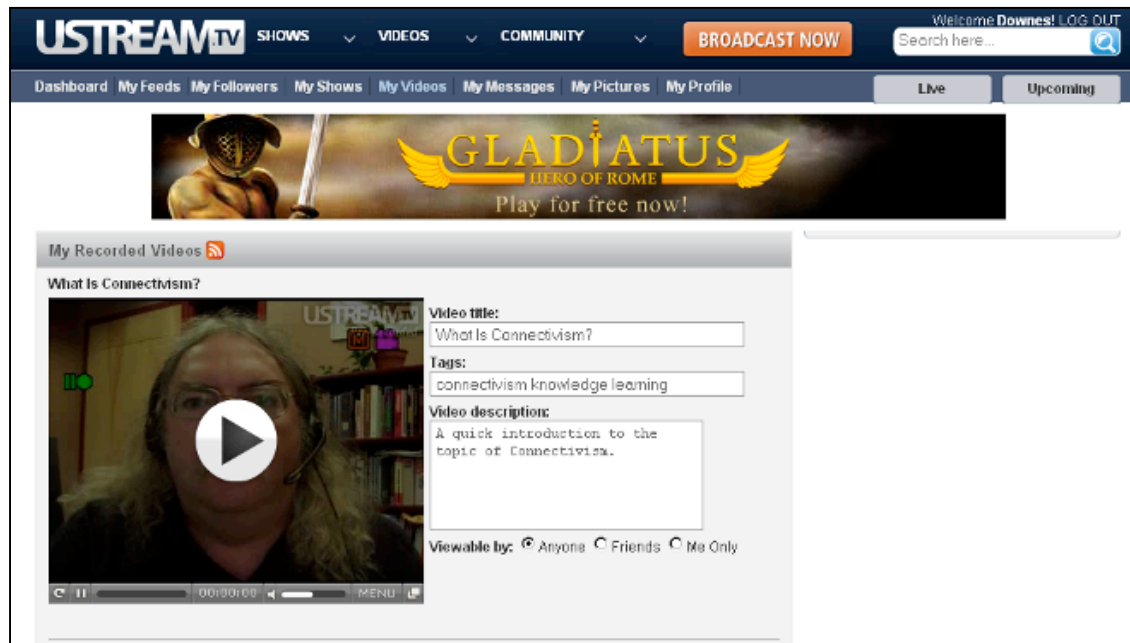 Welcome Downes! LOG OUT
USTREAM TV SHOWS VIDEOS COMMUNITY BROADCAST NOW Search here...
Dashboard My Feeds My Followers My Shows My Videos My Messages My Pictures My Profile Live Upcoming
GLADIATUS
HERO OF ROME
Play for free now!
My Recorded Videos
What Is Connectivism?
USTREAM TV
Video title:
What Is Connectivism?
Tags:
connectivism knowledge learning
Video description:
A quick introduction to the
topic of Connectivism.
Viewable by: Anyone Friends Me Only
00:00:00 MENU